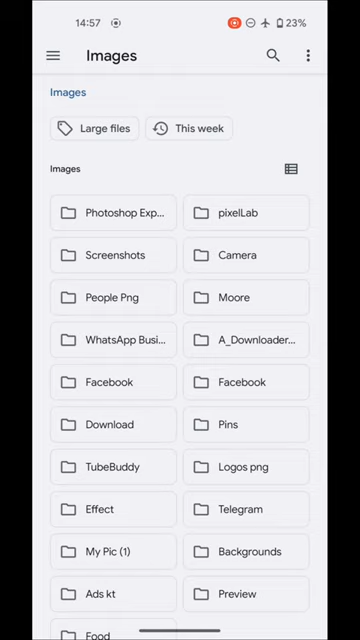 14:57 23%
Images
Images
Large files This week
Images
Photoshop Exp... pixelLab
Screenshots Camera
People Png Moore
WhatsApp Busi... A_Downloader...
Facebook Facebook
Download Pins
TubeBuddy Logos png
Effect Telegram
My Pic (1) Backgrounds
Ads kt Preview
Food